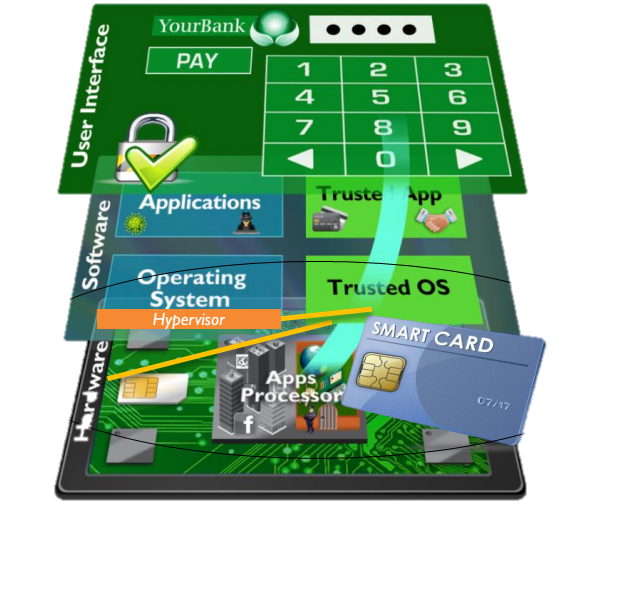 YourBank
PAY
1 2 3
4 5 6
7 8 9
0
User Interface
Applications
Trusted App
Software
Operating
System
Trusted OS
Hypervisor
Hardware
Apps
Processor
f
SMART CARD
07/17